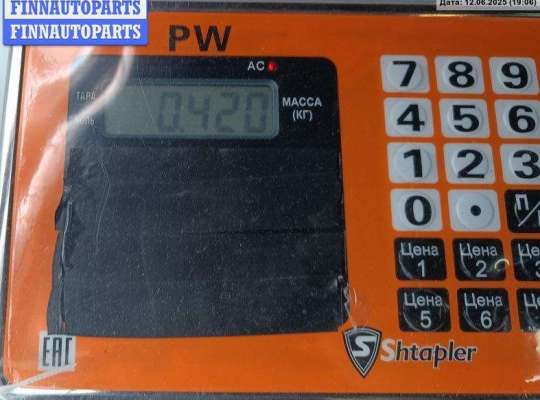 FINNAUTOPARTS
FINNAUTOPARTS
Дата: 12.06.2025 (19:06)
PW
AC
ТАРА
0.420
МАССА
(КГ)
7 8 9
4 5 6
1 2 3
0 .
Цена 1
Цена 2
Цена 5
Цена 6
EAC
S Shtapler